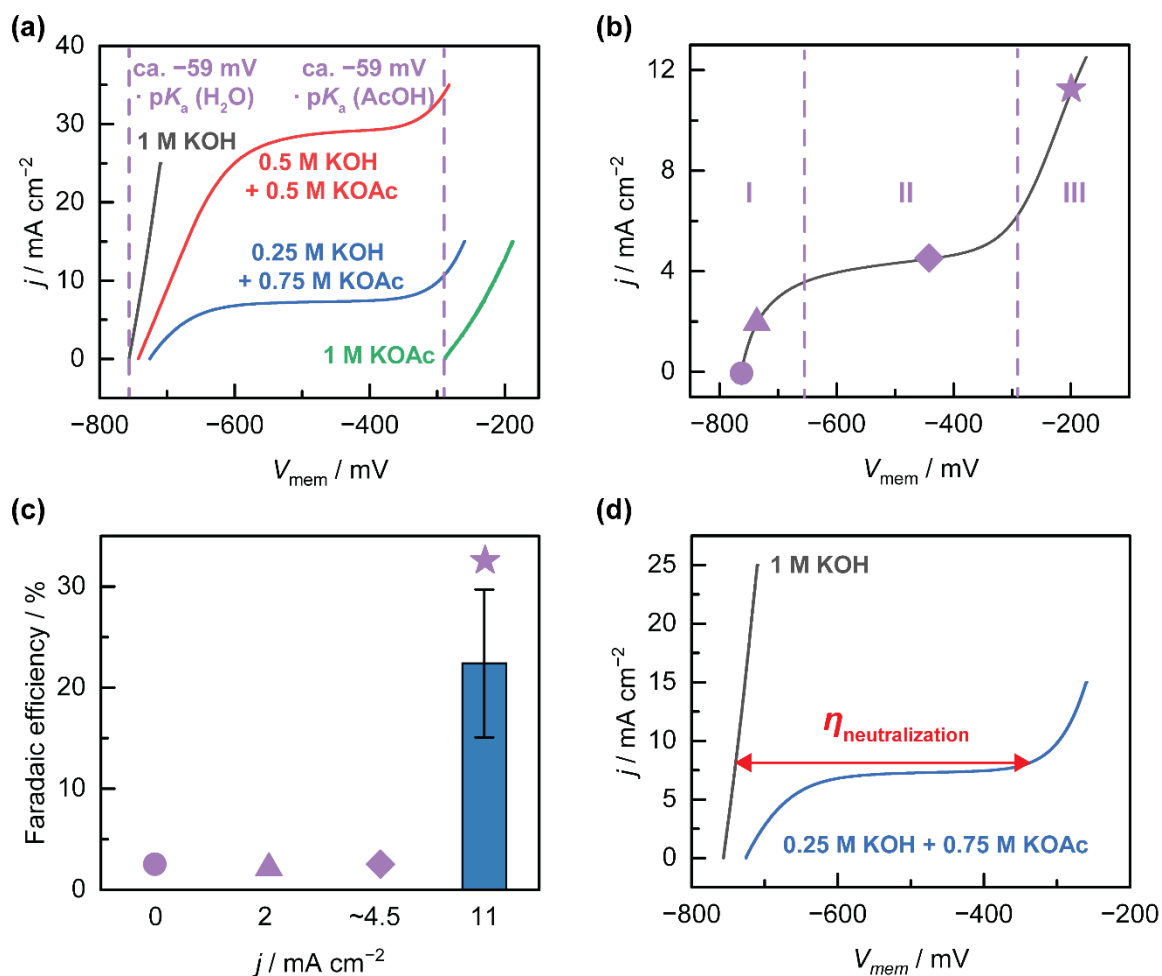 (a)
40
30
20
10
0
j / mA cm⁻²
ca. −59 mV
· pKa (H2O)
ca. −59 mV
· pKa (AcOH)
1 M KOH
0.5 M KOH
+ 0.5 M KOAc
0.25 M KOH
+ 0.75 M KOAc
1 M KOAc
−800 −600 −400 −200
Vmem / mV
(b)
12
8
4
0
j / mA cm⁻²
I II III
−800 −600 −400 −200
Vmem / mV
(c)
30
20
10
0
Faradaic efficiency / %
0 2 ~4.5 11
j / mA cm⁻²
(d)
25
20
15
10
5
0
j / mA cm⁻²
1 M KOH
ηneutralization
0.25 M KOH + 0.75 M KOAc
−800 −600 −400 −200
Vmem / mV